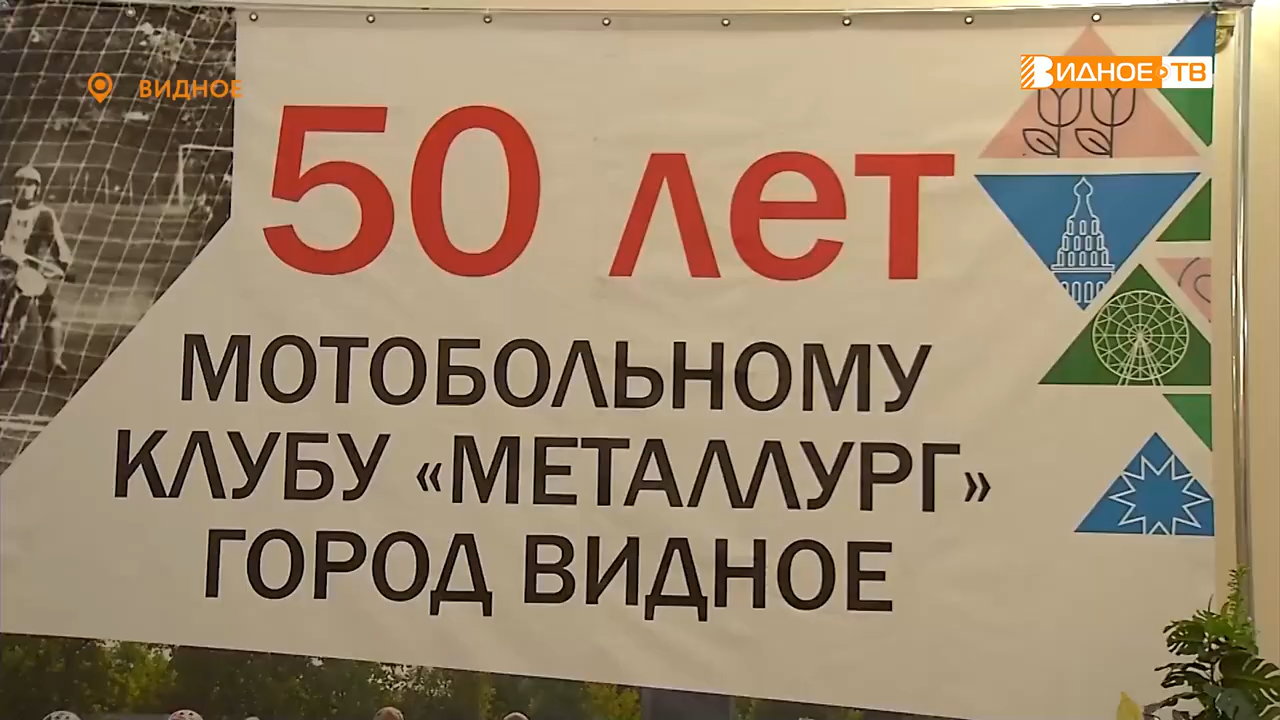 ВИДНОЕ
ВИДНОЕ ТВ
50 лет
МОТОБОЛЬНОМУ
КЛУБУ «МЕТАЛЛУРГ»
ГОРОД ВИДНОЕ